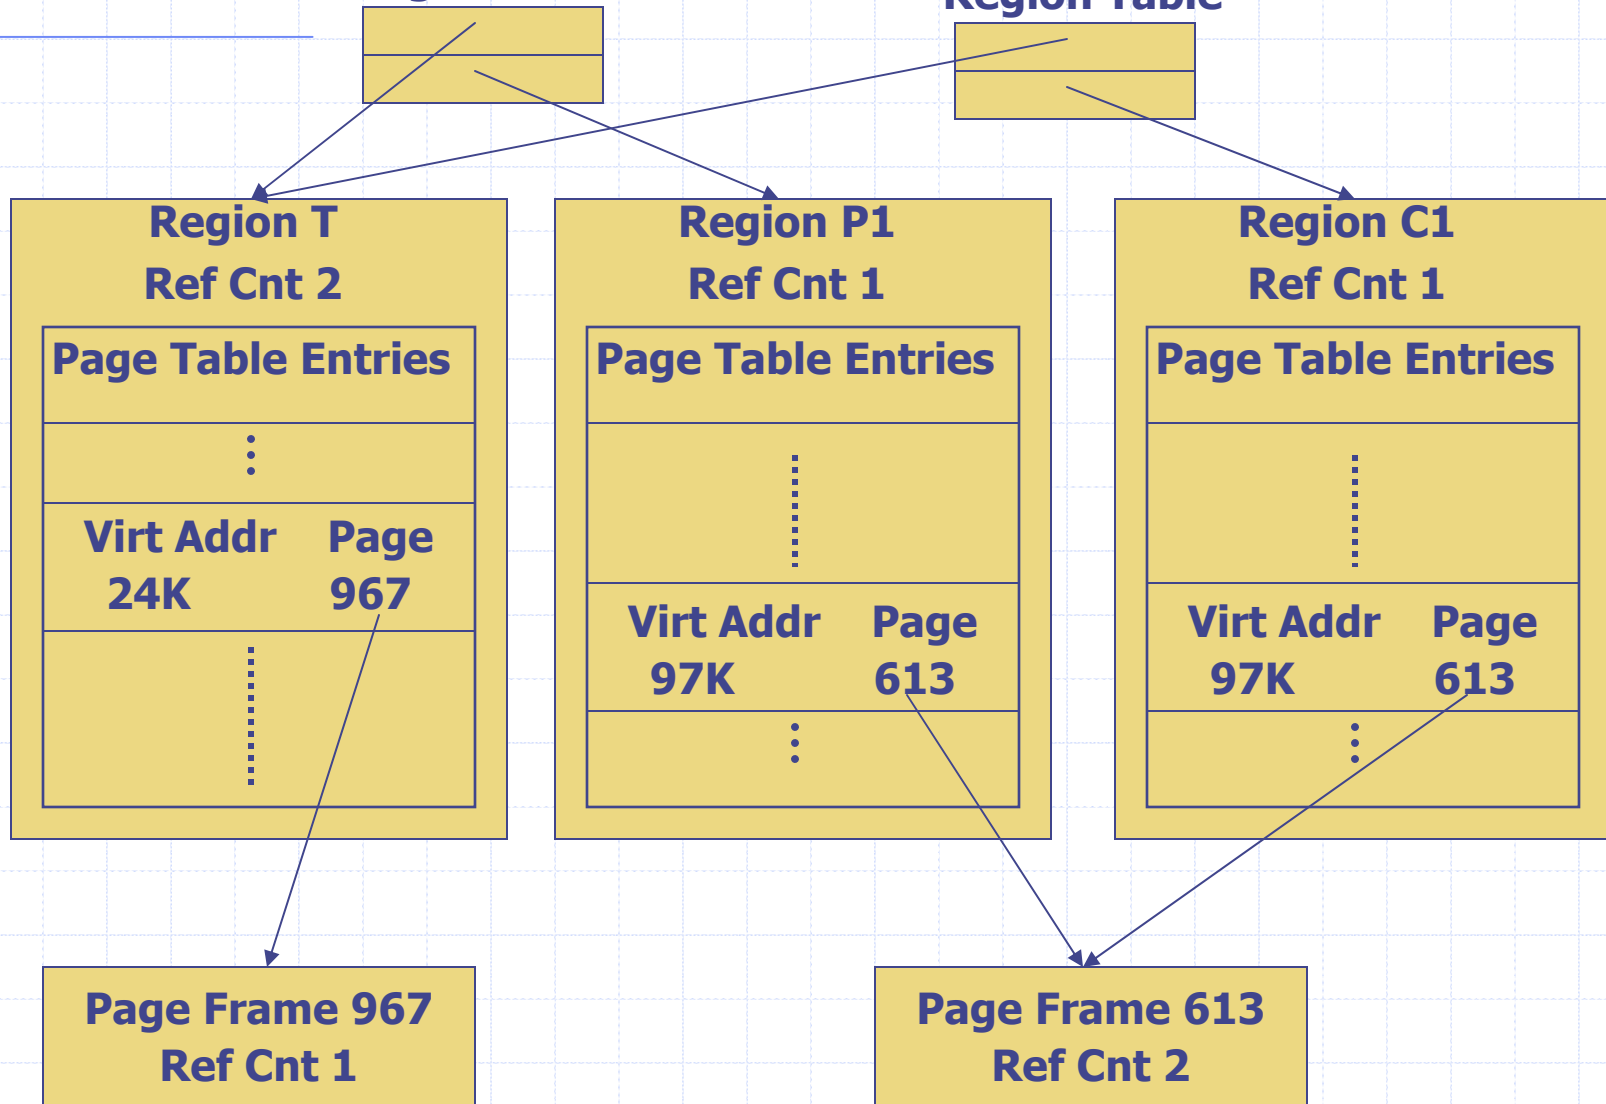 Region Table
Region T
Ref Cnt 2
Page Table Entries
Virt Addr Page
24K 967
Region P1
Ref Cnt 1
Page Table Entries
Virt Addr Page
97K 613
Region C1
Ref Cnt 1
Page Table Entries
Virt Addr Page
97K 613
Page Frame 967
Ref Cnt 1
Page Frame 613
Ref Cnt 2